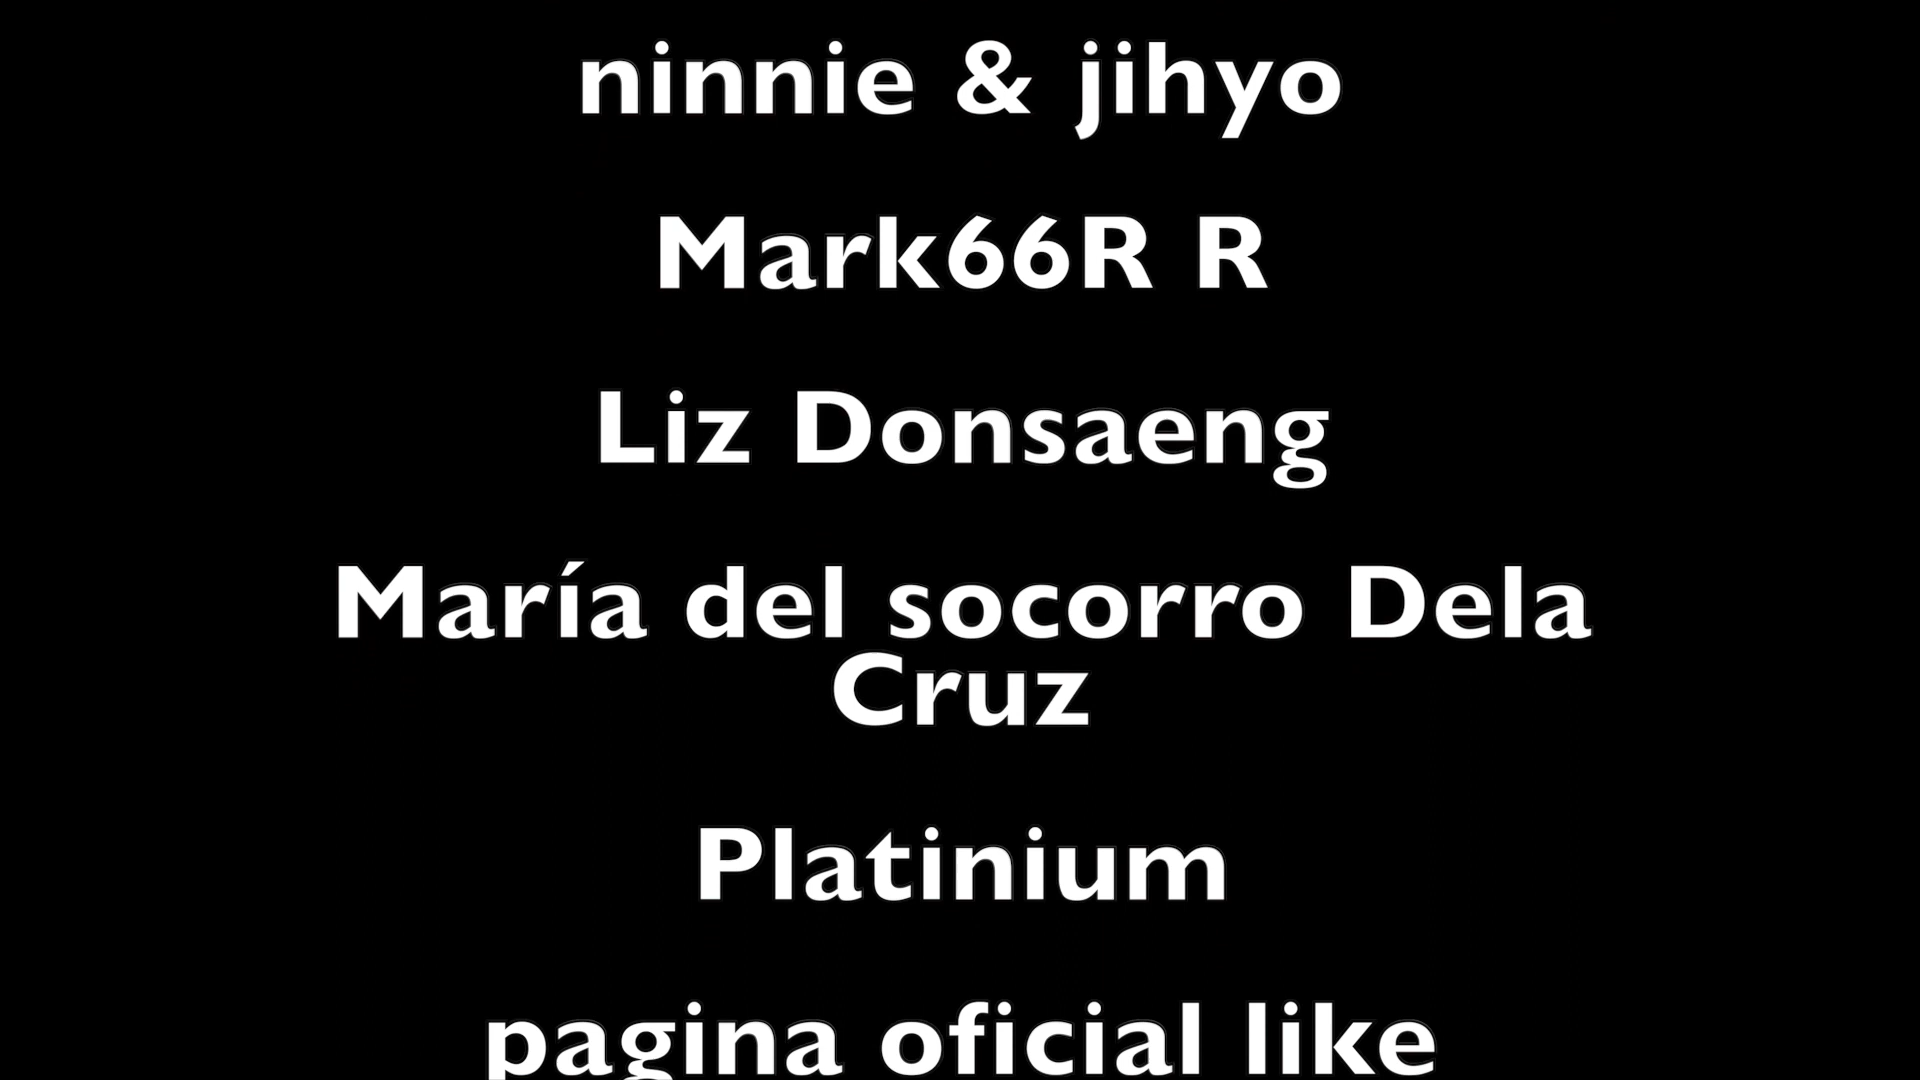 ninnie & jihyo
Mark66R R
Liz Donsaeng
María del socorro Dela
Cruz
Platinium
pagina oficial like